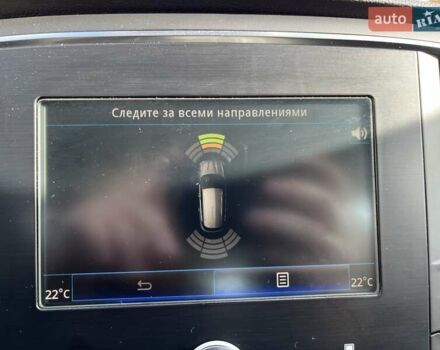 auto RIA
Следите за всеми направлениями
22°C 22°C